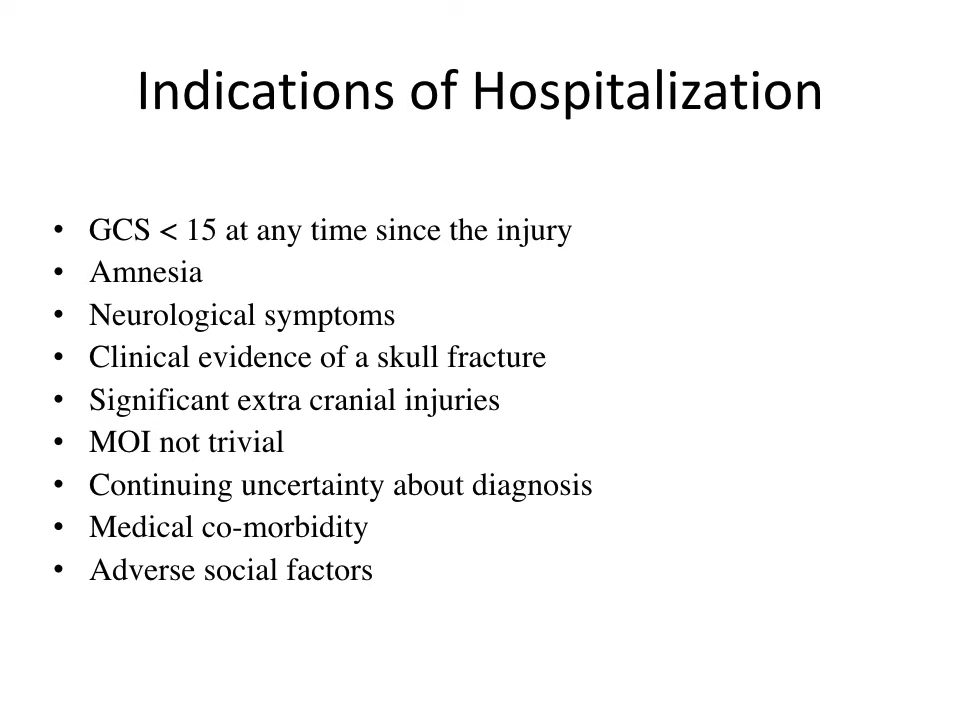 Indications of Hospitalization
• GCS < 15 at any time since the injury
• Amnesia
• Neurological symptoms
• Clinical evidence of a skull fracture
• Significant extra cranial injuries
• MOI not trivial
• Continuing uncertainty about diagnosis
• Medical co-morbidity
• Adverse social factors